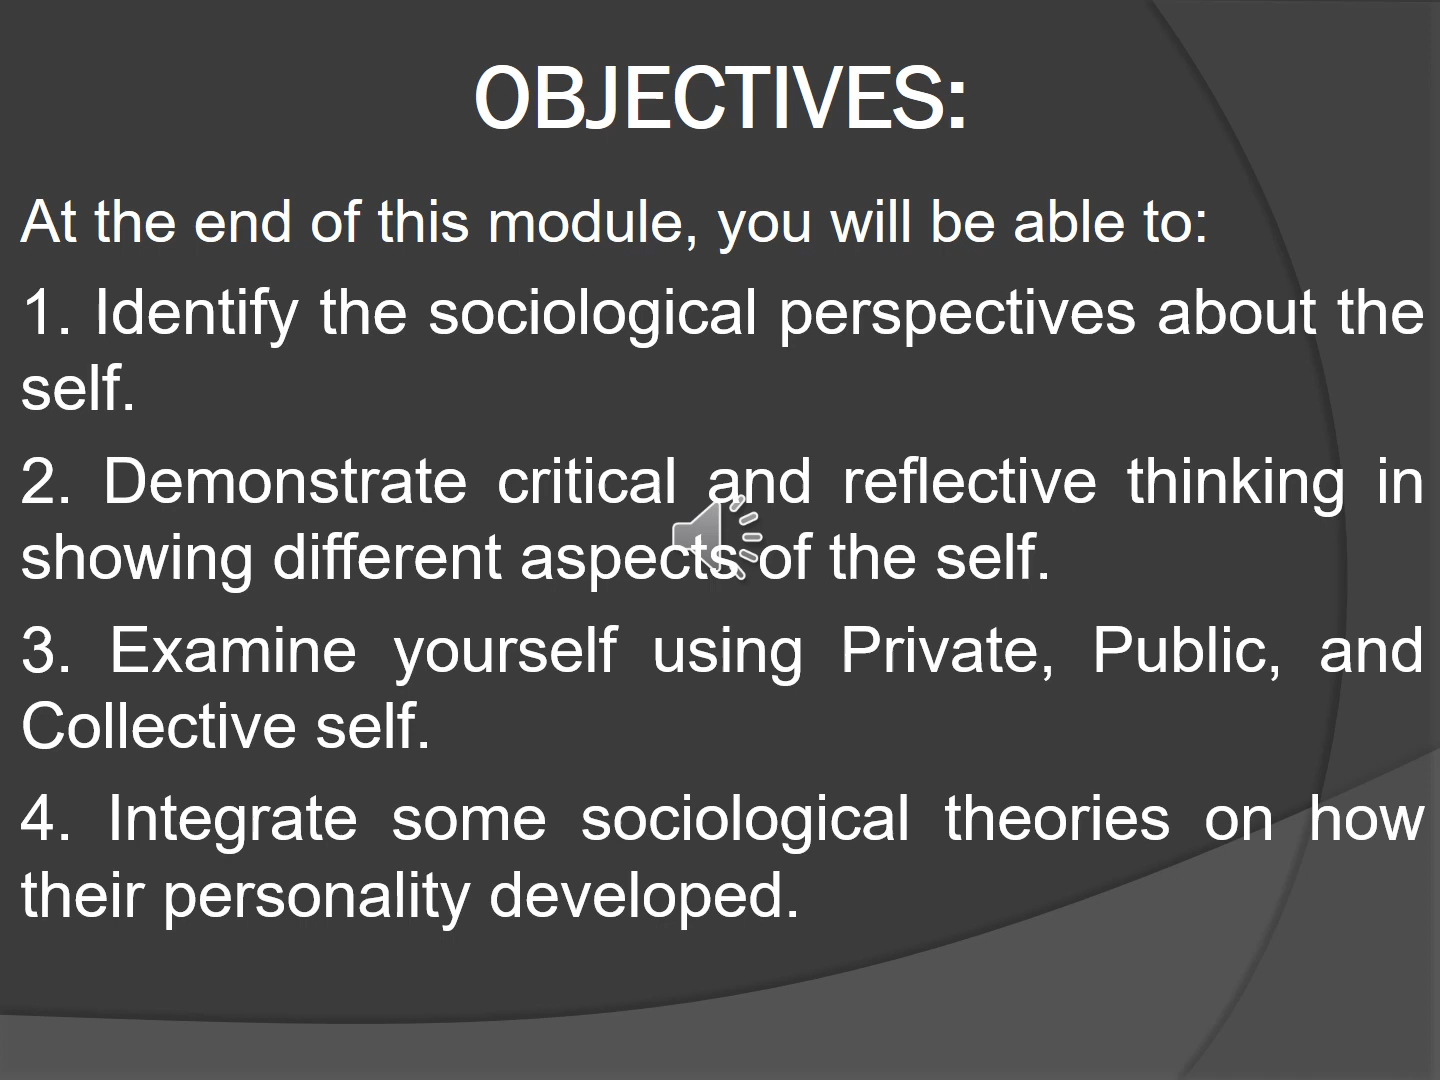 OBJECTIVES:
At the end of this module, you will be able to:
1. Identify the sociological perspectives about the
self.
2. Demonstrate critical and reflective thinking in
showing different aspects of the self.
3. Examine yourself using Private, Public, and
Collective self.
4. Integrate some sociological theories on how
their personality developed.